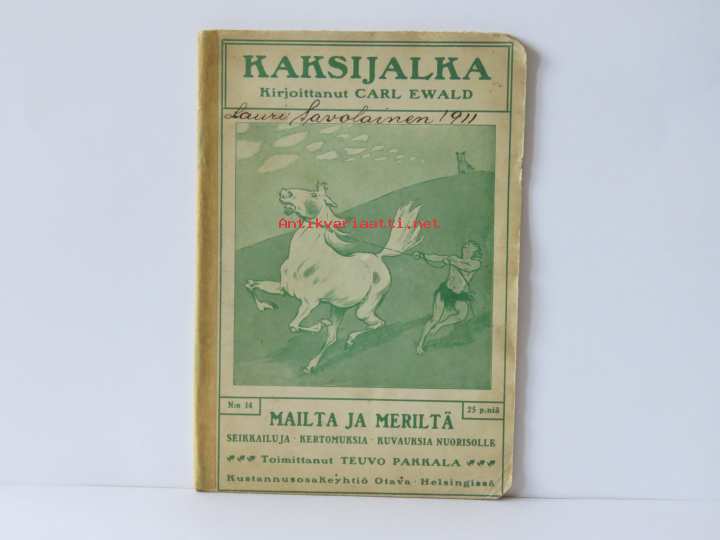 KAKSIJALKA
Kirjoittanut CARL EWALD
Lauri Savolainen 1911
Antikvariaatti.net
N:o 14
25 p:niä
MAILTA JA MERILTÄ
SEIKKAILUJA · KERTOMUKSIA · KUVAUKSIA NUORISOLLE
Toimittanut TEUVO PAKKALA
Kustannusosakeyhtiö Otava · Helsingissä